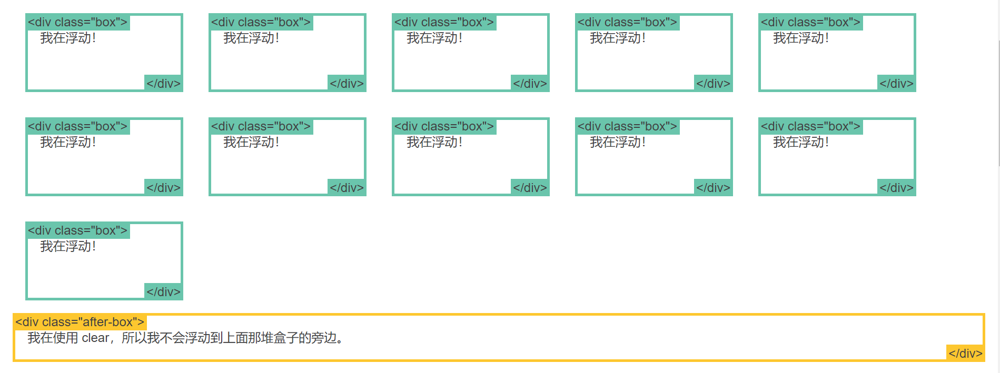 <div class="box"> <div class="box"> <div class="box"> <div class="box"> <div class="box">
我在浮动！ 我在浮动！ 我在浮动！ 我在浮动！ 我在浮动！
</div> </div> </div> </div> </div>
<div class="box"> <div class="box"> <div class="box"> <div class="box"> <div class="box">
我在浮动！ 我在浮动！ 我在浮动！ 我在浮动！ 我在浮动！
</div> </div> </div> </div> </div>
<div class="box">
我在浮动！
</div>
<div class="after-box">
我在使用 clear，所以我不会浮动到上面那堆盒子的旁边。
</div>